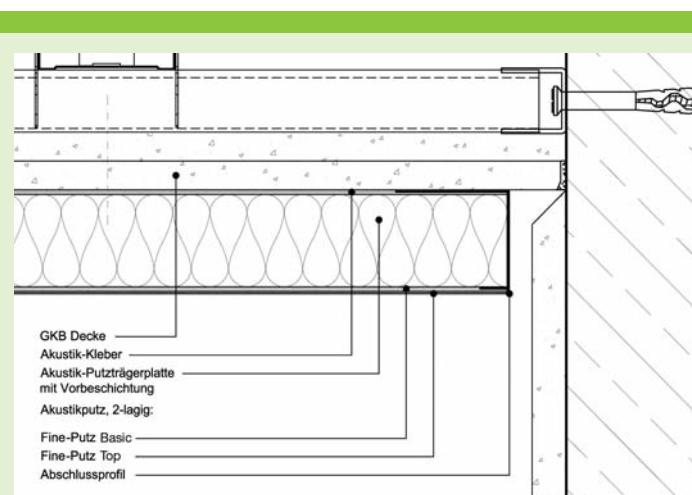 GKB Decke
Akustik-Kleber
Akustik-Putzträgerplatte
mit Vorbeschichtung
Akustikputz, 2-lagig:
Fine-Putz Basic
Fine-Putz Top
Abschlussprofil